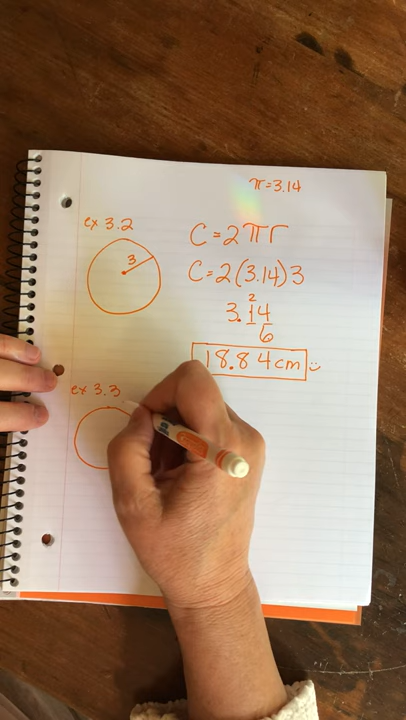 π=3.14
ex 3.2
3
C=2πr
C=2(3.14)3
2
3.14
6
18.84cm
ex 3.3